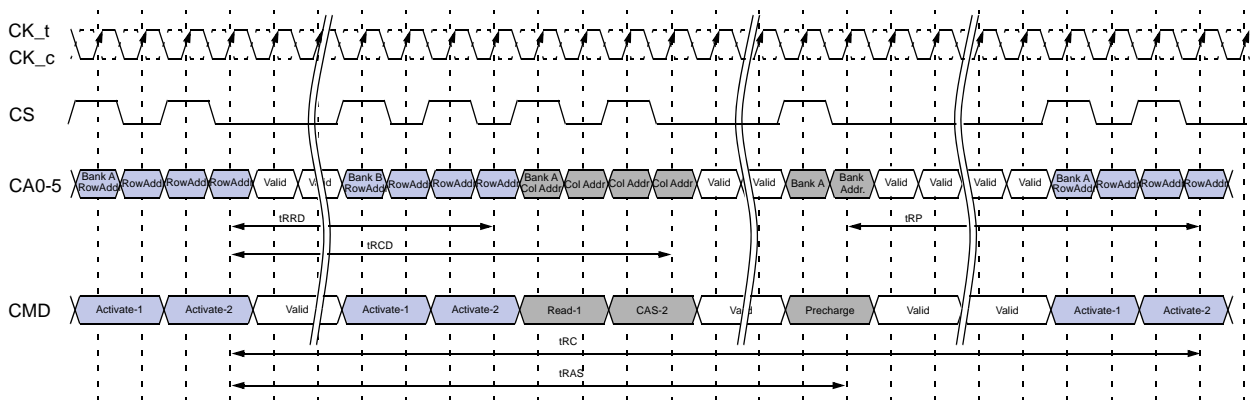 CK_t
CK_c
CS
CA0-5
Bank A
RowAddr
RowAddr
RowAddr
RowAddr
Valid
Valid
Bank B
RowAddr
RowAddr
RowAddr
RowAddr
Bank A
Col Addr
Col Addr
Col Addr
Col Addr
Valid
Valid
Bank A
Bank
Addr.
Valid
Valid
Valid
Valid
Bank A
RowAddr
RowAddr
RowAddr
RowAddr
tRRD
tRP
tRCD
CMD
Activate-1
Activate-2
Valid
Activate-1
Activate-2
Read-1
CAS-2
Valid
Precharge
Valid
Valid
Activate-1
Activate-2
tRC
tRAS